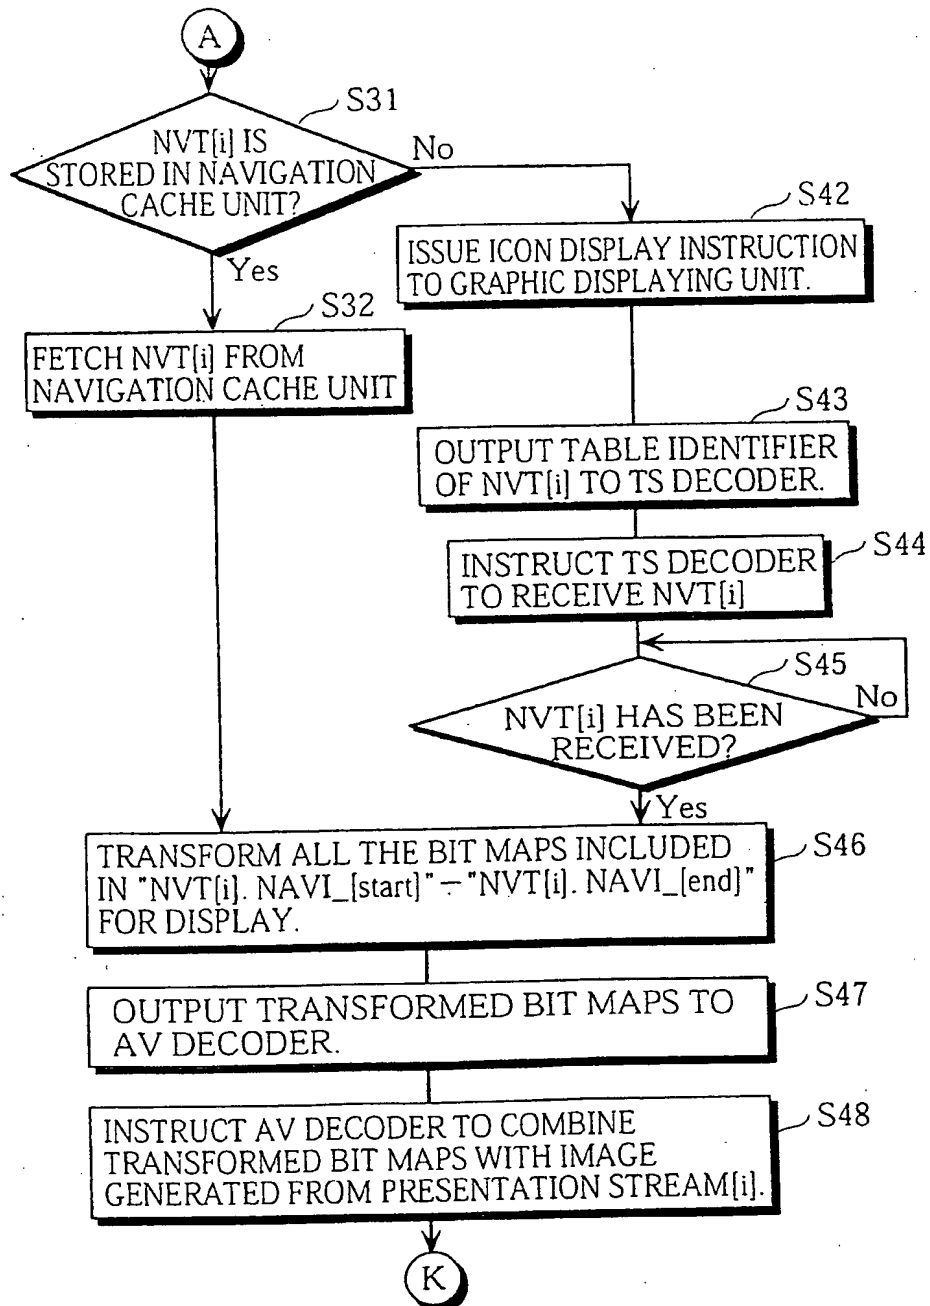 A
S31
NVT[i] IS
STORED IN NAVIGATION
CACHE UNIT?
No
Yes
S42
ISSUE ICON DISPLAY INSTRUCTION
TO GRAPHIC DISPLAYING UNIT.
S32
FETCH NVT[i] FROM
NAVIGATION CACHE UNIT
S43
OUTPUT TABLE IDENTIFIER
OF NVT[i] TO TS DECODER.
S44
INSTRUCT TS DECODER
TO RECEIVE NVT[i]
S45
No
NVT[i] HAS BEEN
RECEIVED?
Yes
S46
TRANSFORM ALL THE BIT MAPS INCLUDED
IN "NVT[i]. NAVI_[start]" – "NVT[i]. NAVI_[end]"
FOR DISPLAY.
S47
OUTPUT TRANSFORMED BIT MAPS TO
AV DECODER.
S48
INSTRUCT AV DECODER TO COMBINE
TRANSFORMED BIT MAPS WITH IMAGE
GENERATED FROM PRESENTATION STREAM[i].
K